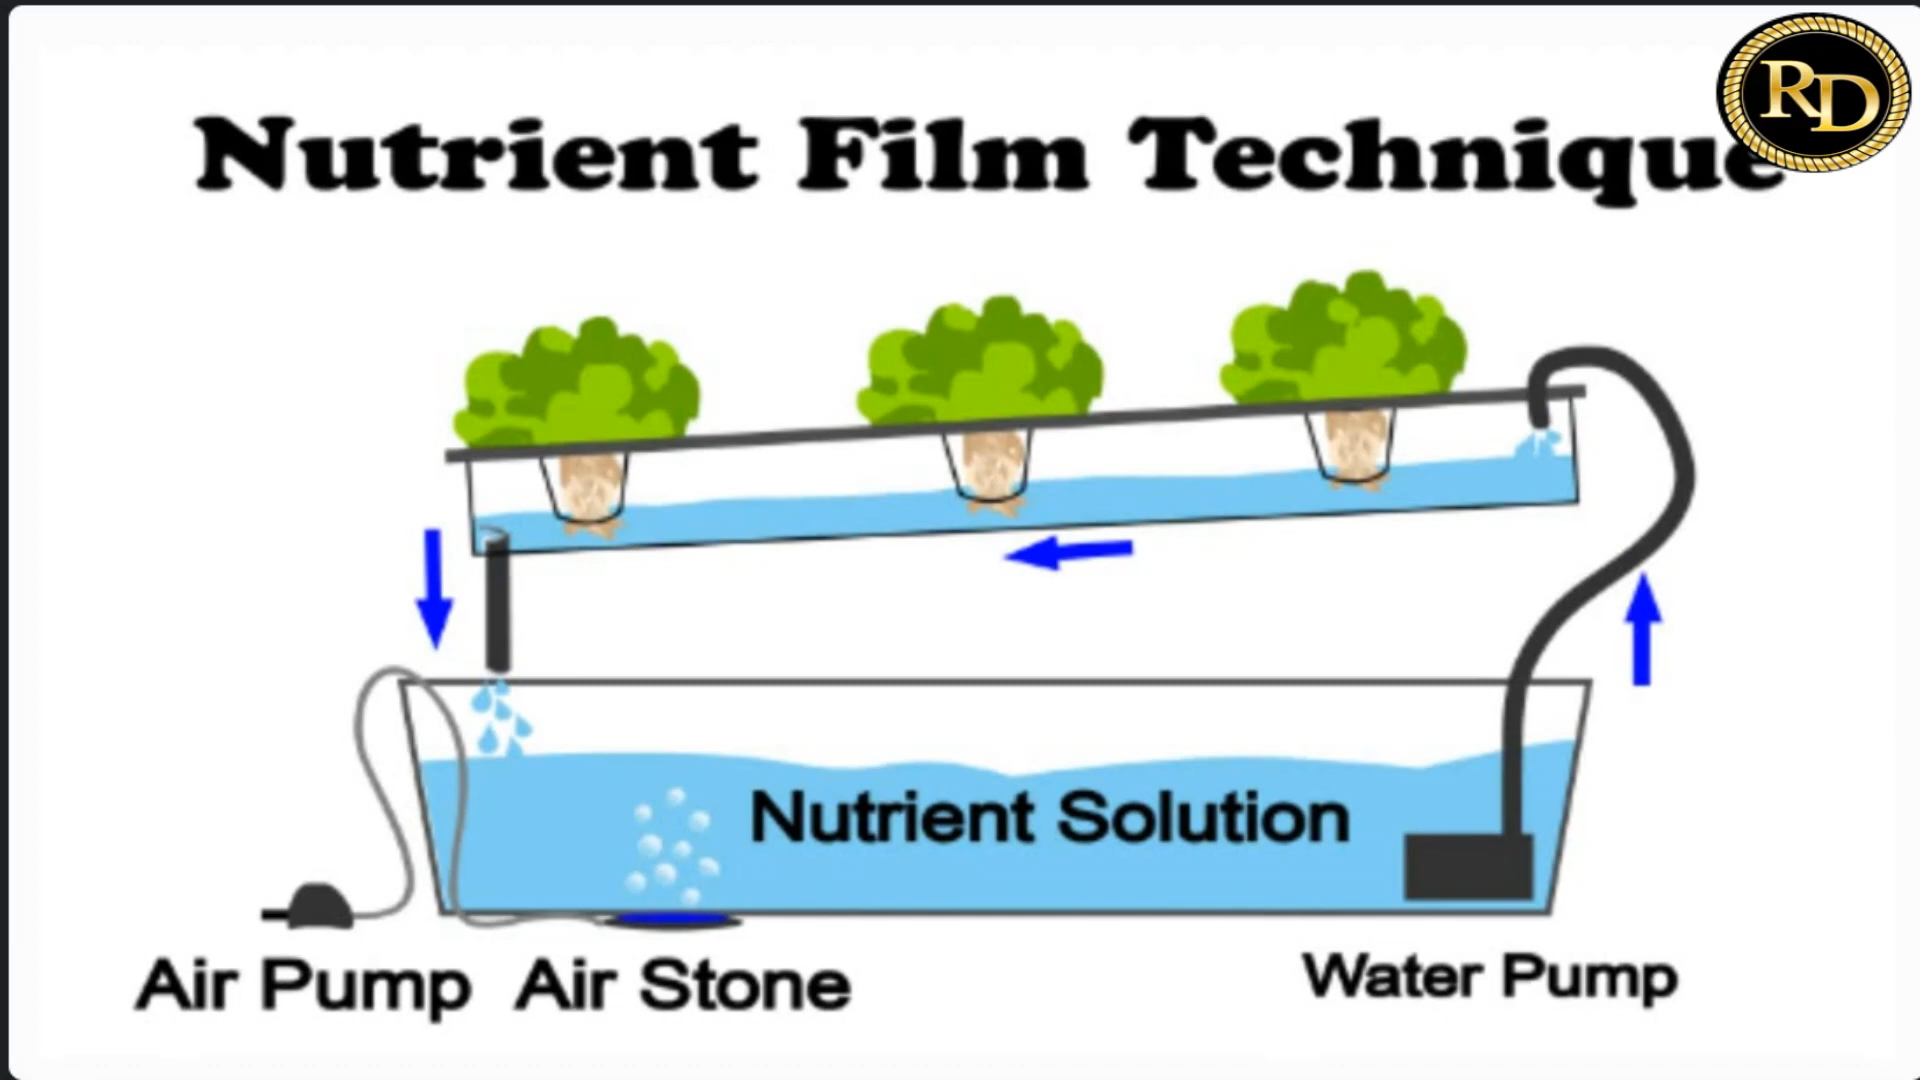 RD
Nutrient Film Technique
Nutrient Solution
Air Pump Air Stone
Water Pump